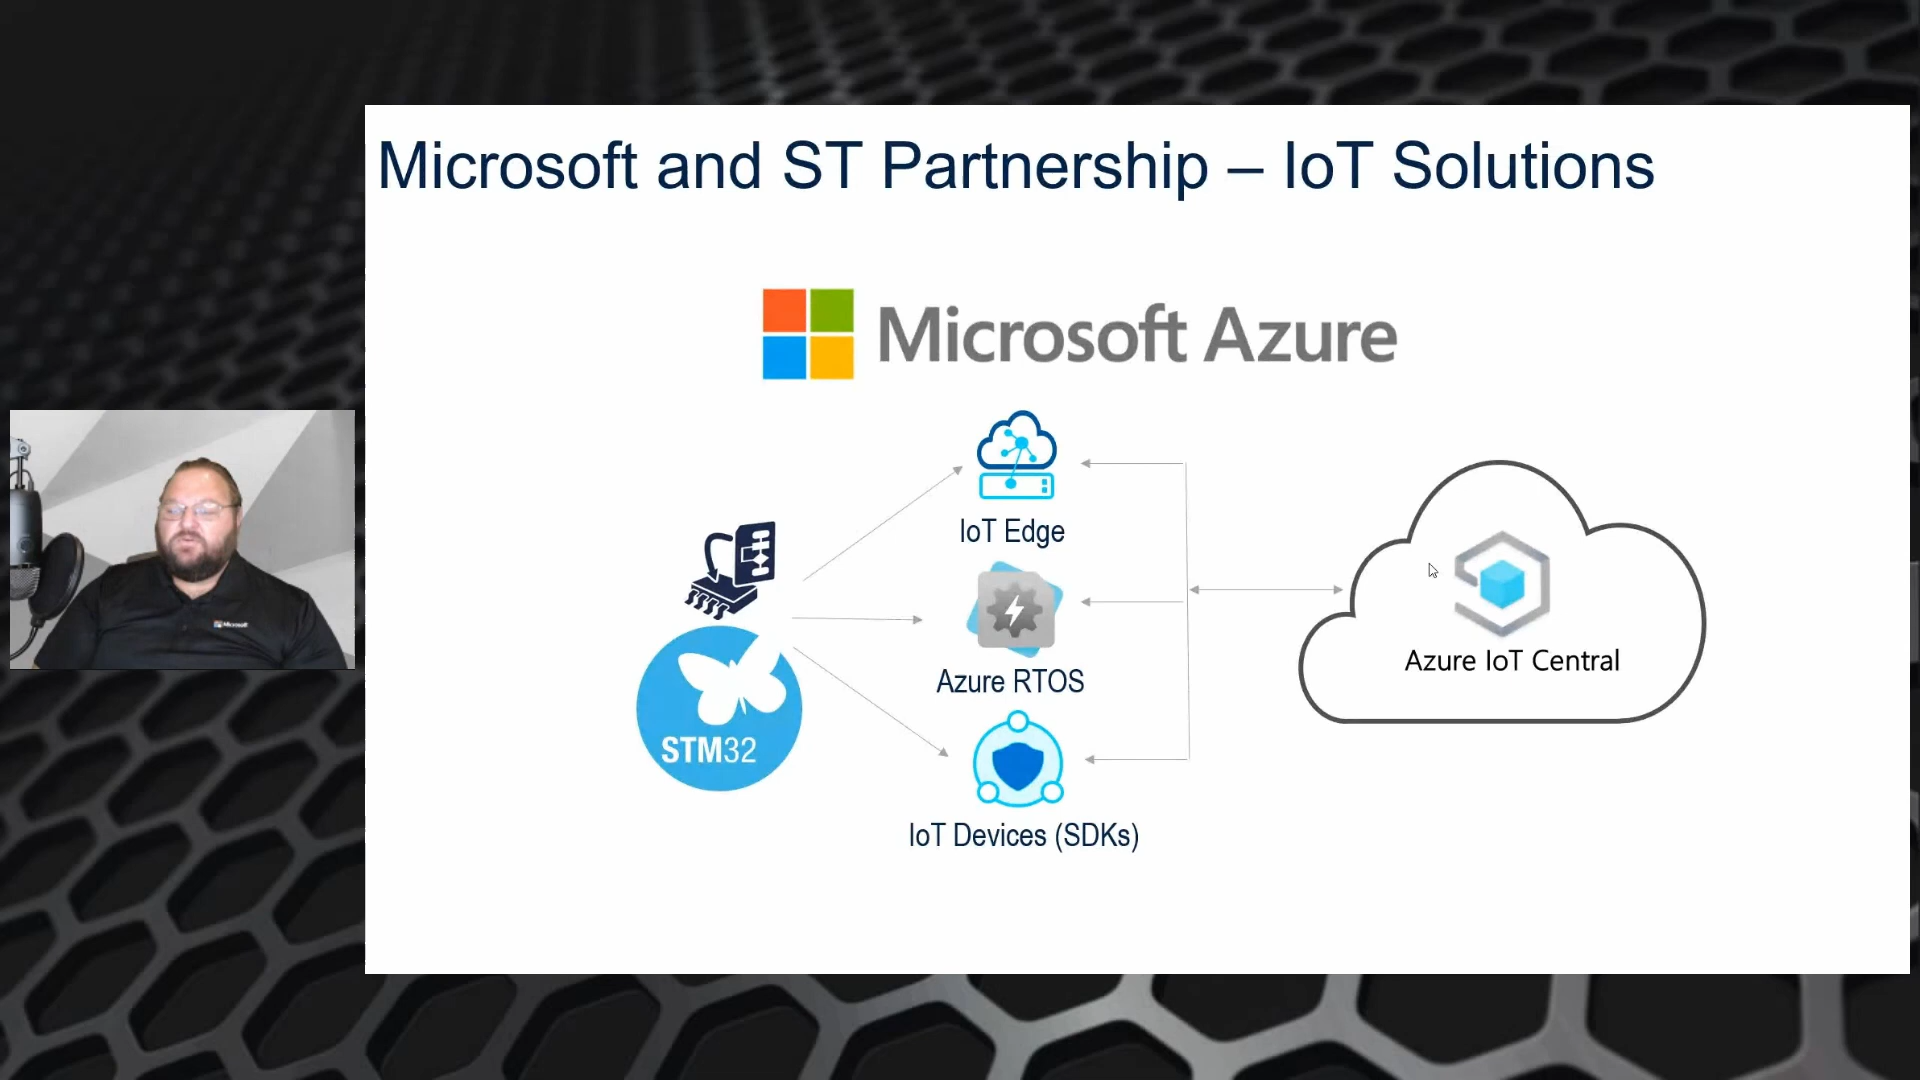 Microsoft and ST Partnership – IoT Solutions
Microsoft Azure
IoT Edge
Azure RTOS
STM32
IoT Devices (SDKs)
Azure IoT Central
Microsoft